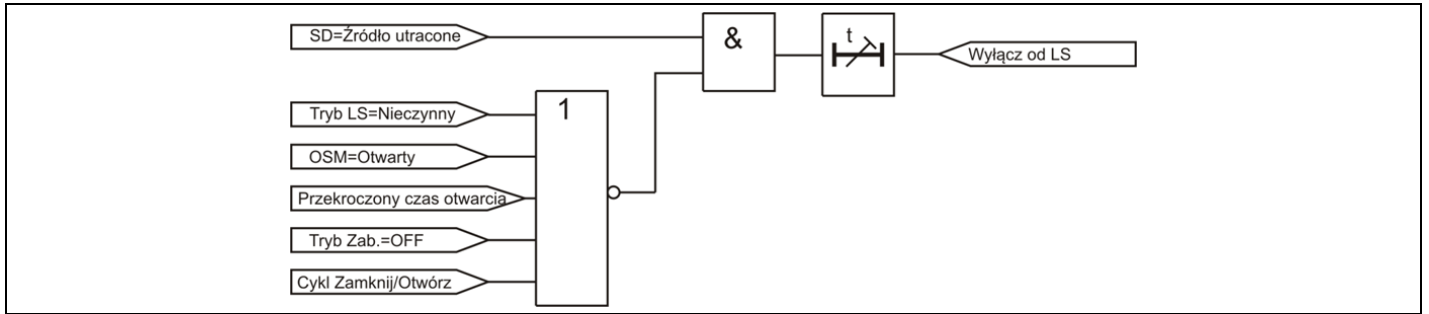 SD=Źródło utracone
&
t
Wyłącz od LS
Tryb LS=Nieczynny
1
OSM=Otwarty
Przekroczony czas otwarcia
Tryb Zab.=OFF
Cykl Zamknij/Otwórz